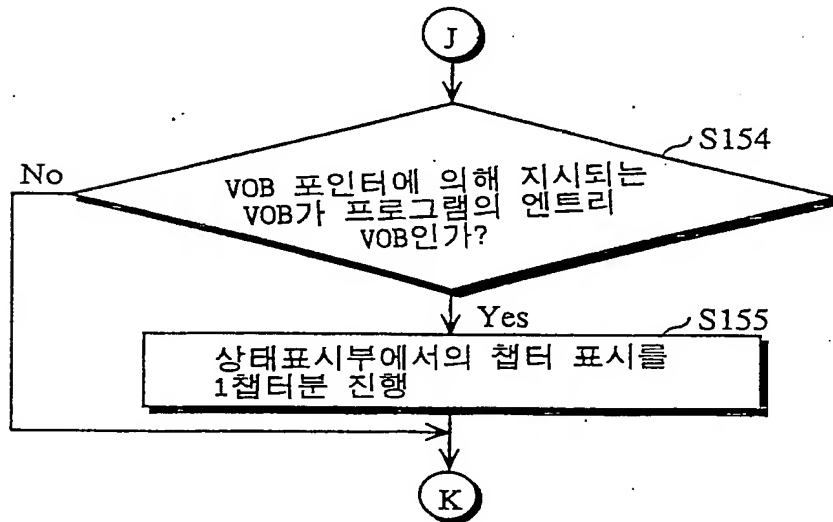 J
S154
No
VOB 포인터에 의해 지시되는
VOB가 프로그램의 엔트리
VOB인가?
Yes
S155
상태표시부에서의 챕터 표시를
1챕터분 진행
K